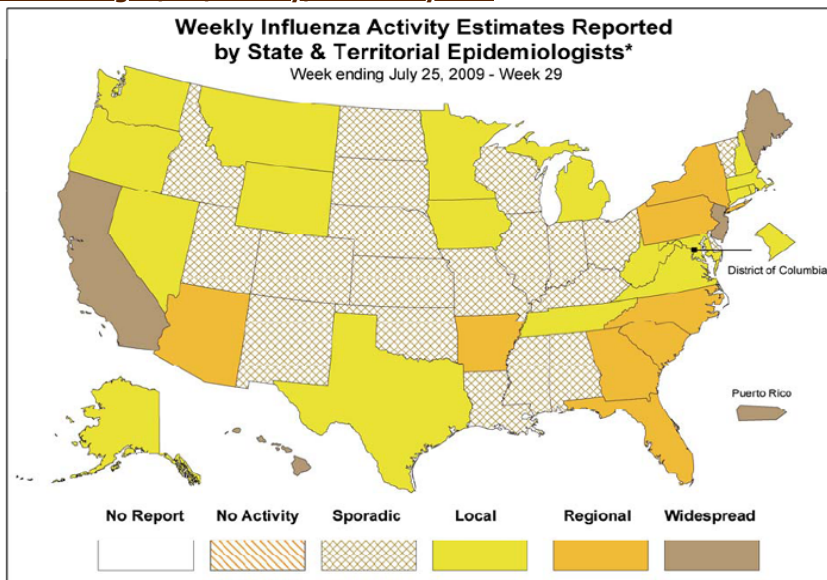 Weekly Influenza Activity Estimates Reported
by State & Territorial Epidemiologists*
Week ending July 25, 2009 - Week 29
District of Columbia
Puerto Rico
No Report No Activity Sporadic Local Regional Widespread